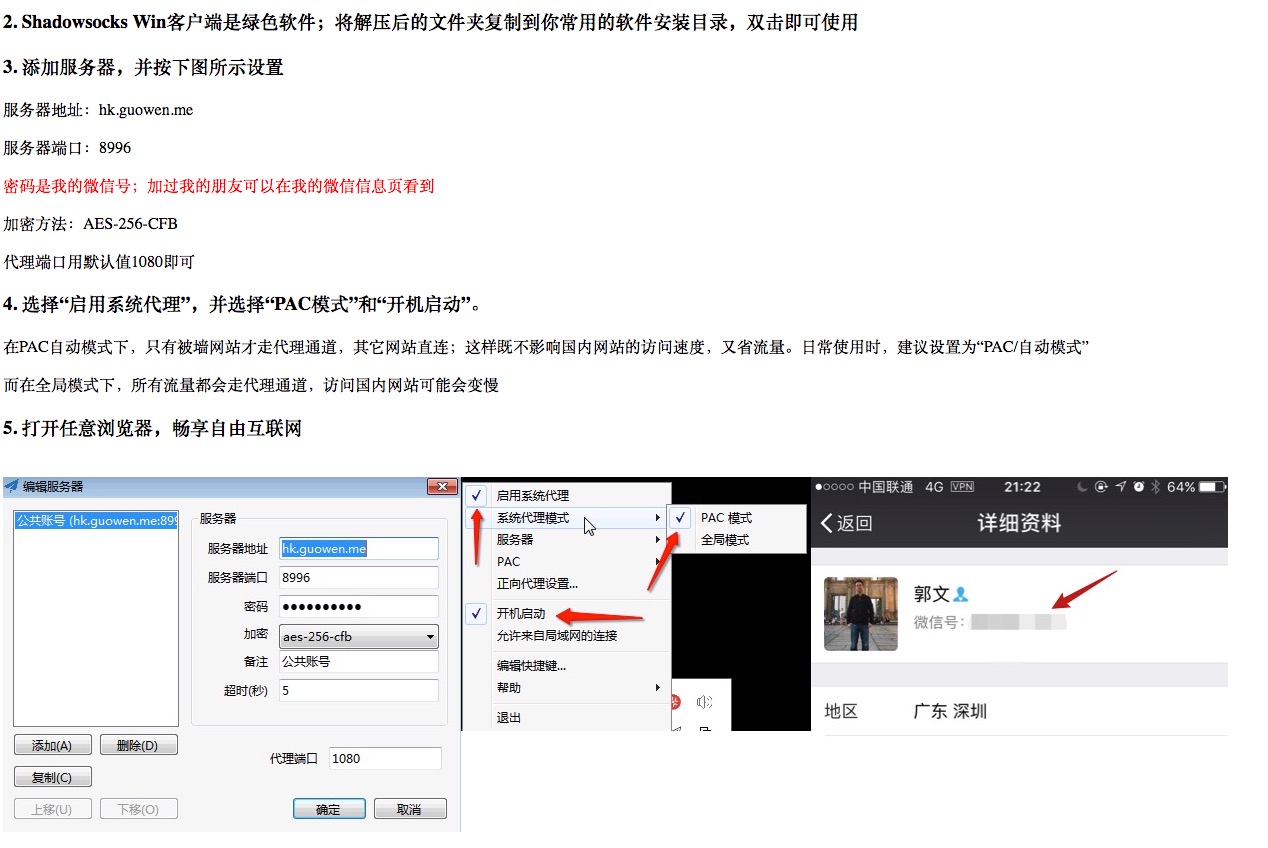 2. Shadowsocks Win客户端是绿色软件；将解压后的文件夹复制到你常用的软件安装目录，双击即可使用
3. 添加服务器，并按下图所示设置
服务器地址：hk.guowen.me
服务器端口：8996
密码是我的微信号；加过我的朋友可以在我的微信信息页看到
加密方法：AES-256-CFB
代理端口用默认值1080即可
4. 选择“启用系统代理”，并选择“PAC模式”和“开机启动”。
在PAC自动模式下，只有被墙网站才走代理通道，其它网站直连；这样既不影响国内网站的访问速度，又省流量。日常使用时，建议设置为“PAC/自动模式”
而在全局模式下，所有流量都会走代理通道，访问国内网站可能会变慢
5. 打开任意浏览器，畅享自由互联网
编辑服务器
公共账号 (hk.guowen.me:899
服务器
服务器地址 hk.guowen.me
服务器端口 8996
密码 ●●●●●●●●●●
加密 aes-256-cfb
备注 公共账号
超时(秒) 5
添加(A) 删除(D)
复制(C)
上移(U) 下移(O)
代理端口 1080
确定 取消
启用系统代理
系统代理模式
服务器
PAC
正向代理设置...
开机启动
允许来自局域网的连接
编辑快捷键...
帮助
退出
PAC 模式
全局模式
中国联通 4G VPN 21:22 64%
返回 详细资料
郭文
微信号：
地区 广东 深圳